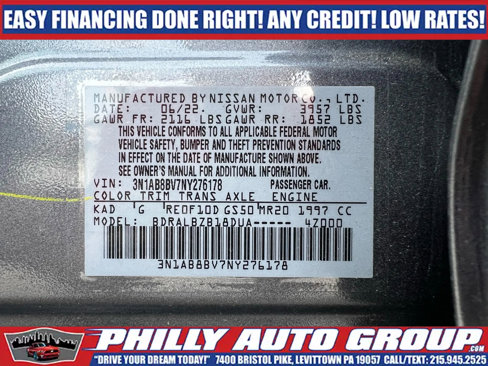 EASY FINANCING DONE RIGHT! ANY CREDIT! LOW RATES!
MANUFACTURED BY NISSAN MOTOR CO., LTD.
DATE: 06/22. GVWR: 3957 LBS
GAWR FR: 2116 LBS GAWR RR: 1852 LBS
THIS VEHICLE CONFORMS TO ALL APPLICABLE FEDERAL MOTOR
VEHICLE SAFETY, BUMPER AND THEFT PREVENTION STANDARDS
IN EFFECT ON THE DATE OF MANUFACTURE SHOWN ABOVE.
SEE OWNER'S MANUAL FOR ADDITIONAL INFORMATION.
VIN: 3N1AB8BV7NY276178 PASSENGER CAR.
COLOR TRIM TRANS AXLE ENGINE
KAD G RE0F10D GS50 MR20 1997 CC
MODEL: BDRALBZB18DUA----- 4Z000
3N1AB8BV7NY276178
PHILLY AUTO GROUP.COM
"DRIVE YOUR DREAM TODAY!" 7400 BRISTOL PIKE, LEVITTOWN PA 19057 CALL/TEXT: 215.945.2525